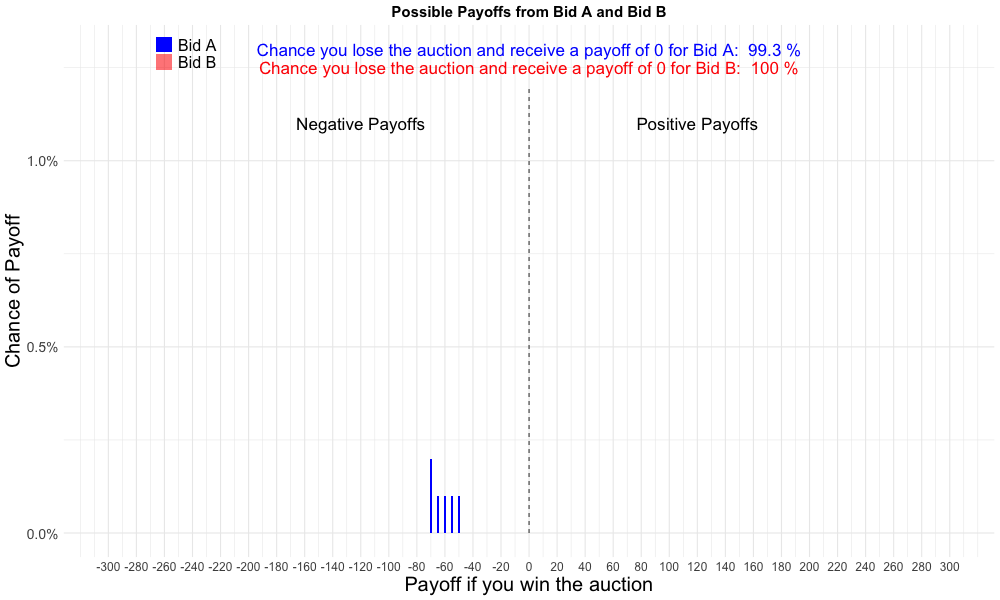 Possible Payoffs from Bid A and Bid B
Bid A
Bid B
Chance you lose the auction and receive a payoff of 0 for Bid A:  99.3 %
Chance you lose the auction and receive a payoff of 0 for Bid B:  100 %
Negative Payoffs
Positive Payoffs
Chance of Payoff
1.0%
0.5%
0.0%
-300 -280 -260 -240 -220 -200 -180 -160 -140 -120 -100 -80 -60 -40 -20 0 20 40 60 80 100 120 140 160 180 200 220 240 260 280 300
Payoff if you win the auction